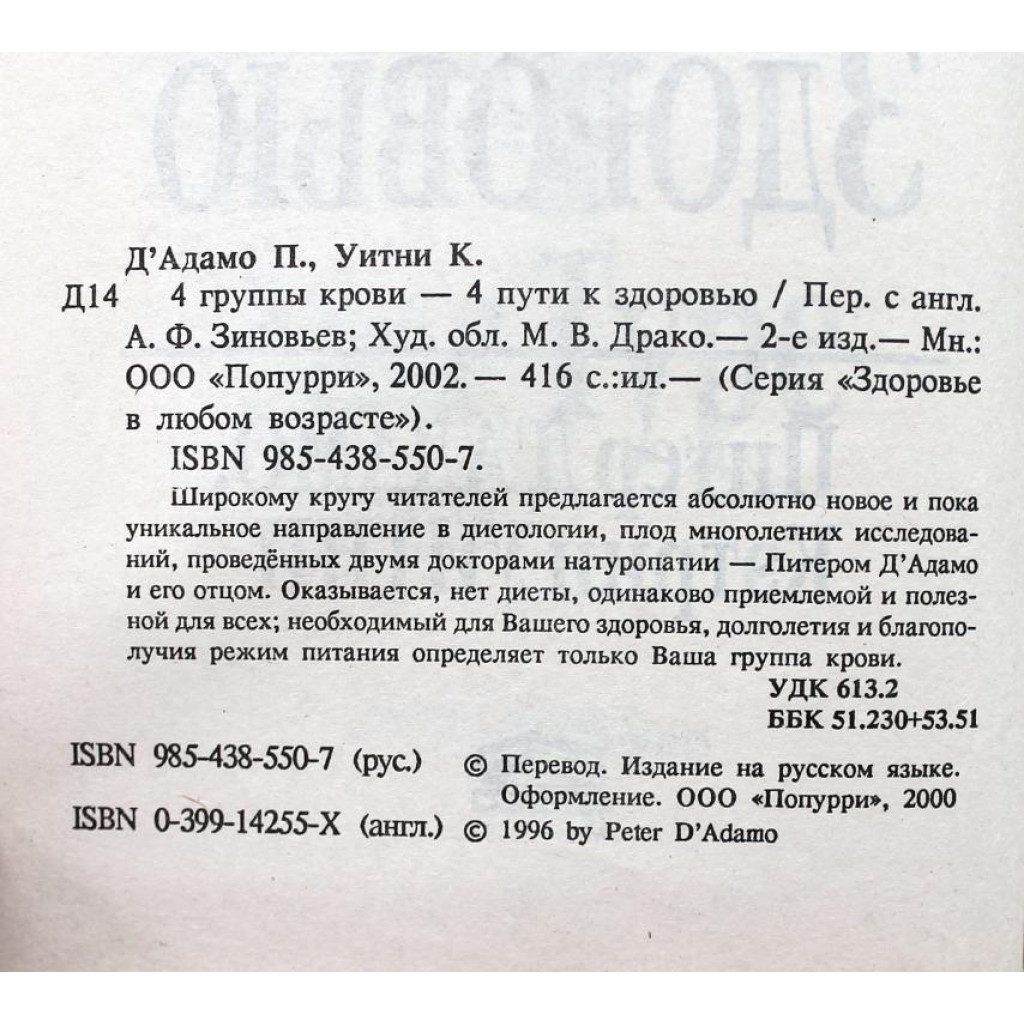 Д’Адамо П., Уитни К.
Д14 4 группы крови — 4 пути к здоровью / Пер. с англ.
А. Ф. Зиновьев; Худ. обл. М. В. Драко.— 2-е изд.— Мн.:
ООО «Попурри», 2002.— 416 с.:ил.— (Серия «Здоровье
в любом возрасте»).
ISBN 985-438-550-7.
Широкому кругу читателей предлагается абсолютно новое и пока
уникальное направление в диетологии, плод многолетних исследова-
ний, проведённых двумя докторами натуропатии — Питером Д’Адамо
и его отцом. Оказывается, нет диеты, одинаково приемлемой и полез-
ной для всех; необходимый для Вашего здоровья, долголетия и благопо-
лучия режим питания определяет только Ваша группа крови.
УДК 613.2
ББК 51.230+53.51
ISBN 985-438-550-7 (рус.) © Перевод. Издание на русском языке.
Оформление. ООО «Попурри», 2000
ISBN 0-399-14255-X (англ.) © 1996 by Peter D’Adamo